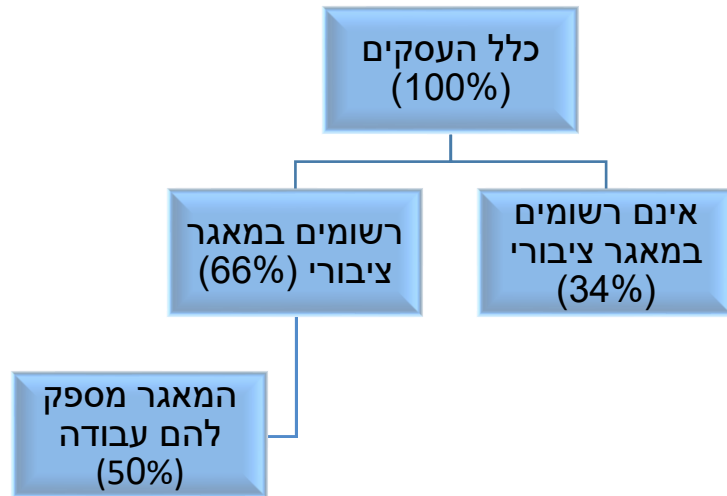 כלל העסקים
(100%)
אינם רשומים
במאגר ציבורי
(34%)
רשומים במאגר
ציבורי (66%)
המאגר מספק
להם עבודה
(50%)